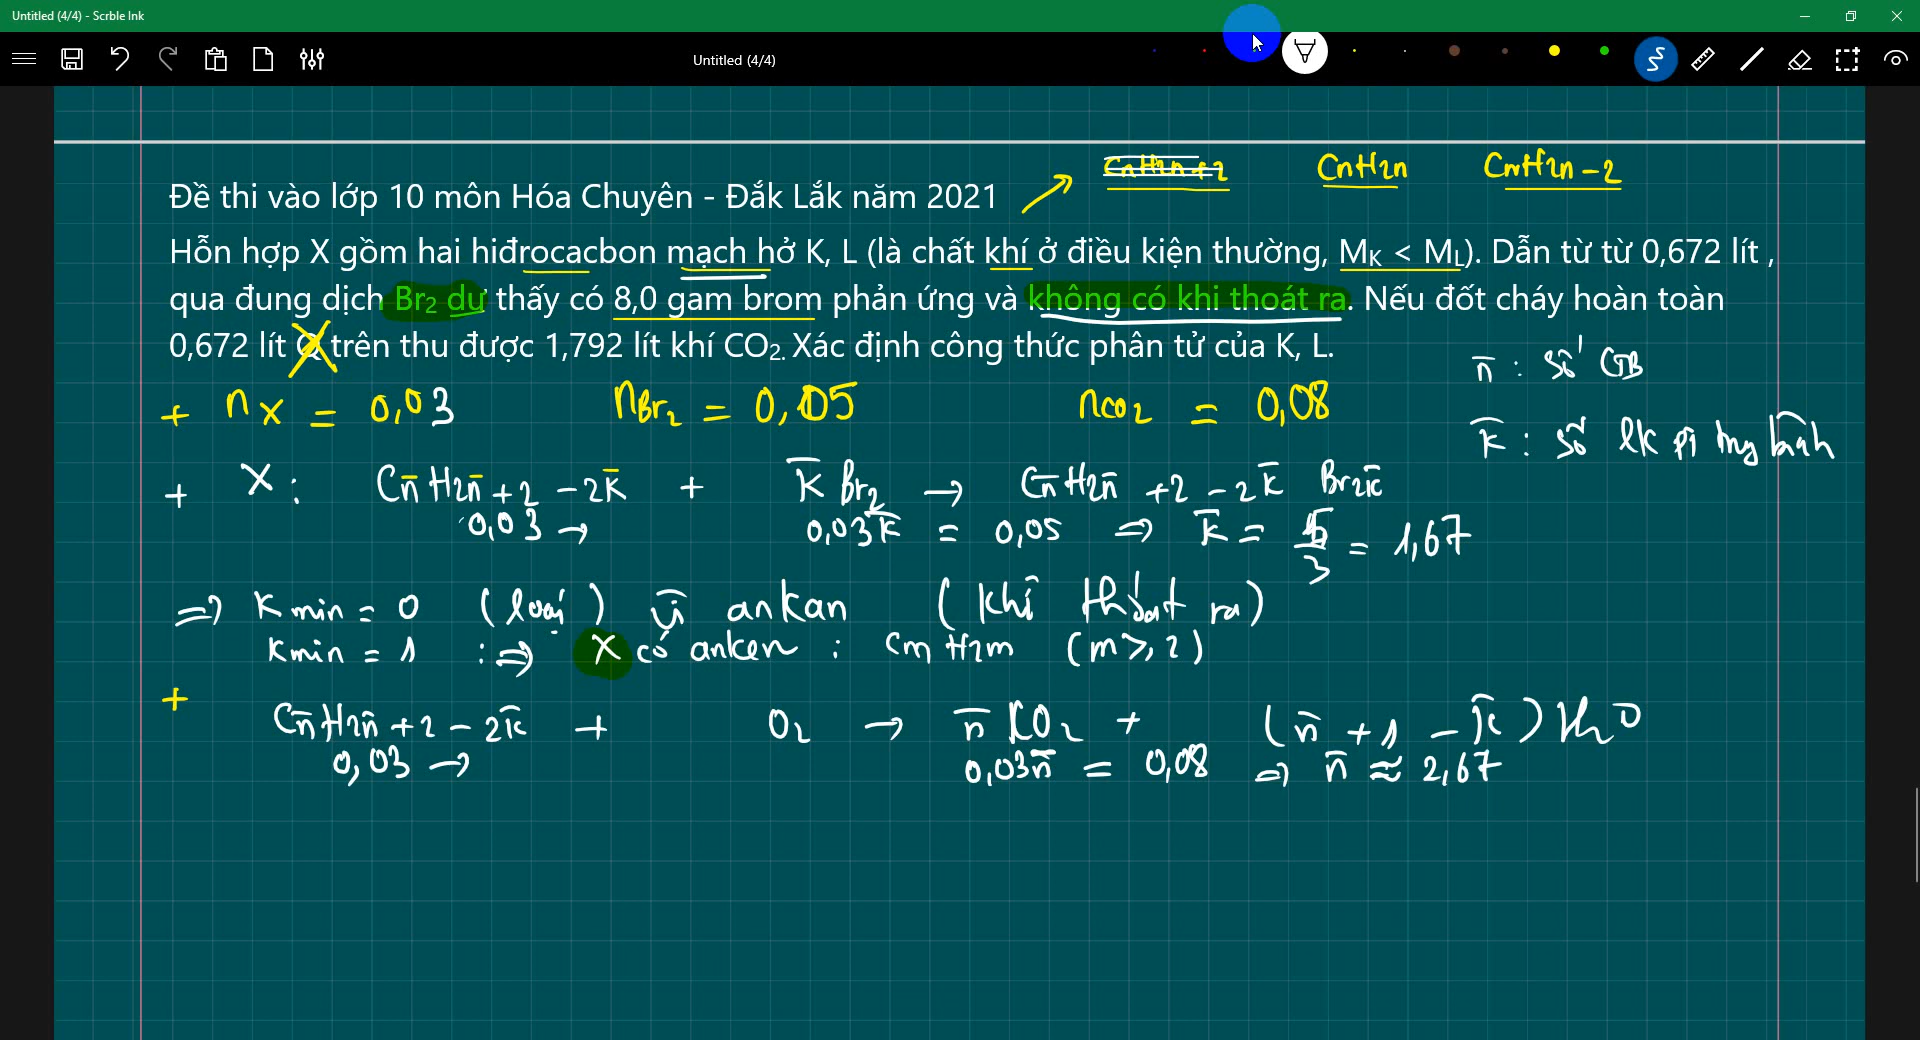 Untitled (4/4) - Scrble Ink
Untitled (4/4)
CnH2n+2 CnH2n CnH2n-2
Đề thi vào lớp 10 môn Hóa Chuyên - Đắk Lắk năm 2021
Hỗn hợp X gồm hai hiđrocacbon mạch hở K, L (là chất khí ở điều kiện thường, MK < ML). Dẫn từ từ 0,672 lít ,
qua đung dịch Br2 dư thấy có 8,0 gam brom phản ứng và không có khi thoát ra. Nếu đốt cháy hoàn toàn
0,672 lít X trên thu được 1,792 lít khí CO2. Xác định công thức phân tử của K, L.
n̄ : số CTB
+ nX = 0,03 nBr2 = 0,05 nCO2 = 0,08
k̄ : số lk pi trung bình
+ X : Cn̄H2n̄+2-2k̄ + k̄ Br2 → Cn̄H2n̄+2-2k̄ Br2k̄
0,03 → 0,03k̄ = 0,05 ⇒ k̄ = 5/3 = 1,67
⇒ Kmin = 0 (loại) vì ankan (khí thoát ra)
Kmin = 1 : ⇒ X có anken : CmH2m (m ≥ 2)
+
Cn̄H2n̄+2-2k̄ + O2 → n̄ CO2 + (n̄+1-k̄) H2O
0,03 → 0,03n̄ = 0,08 ⇒ n̄ ≈ 2,67